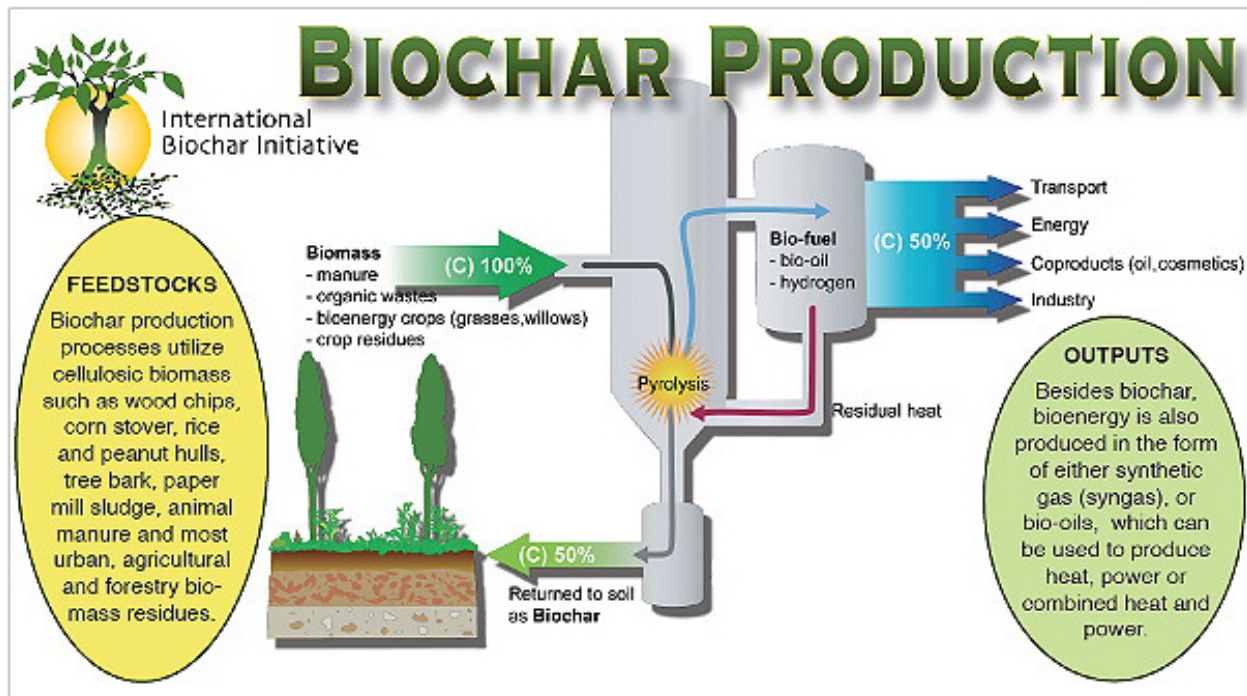 BIOCHAR PRODUCTION
International
Biochar Initiative
FEEDSTOCKS
Biochar production
processes utilize
cellulosic biomass
such as wood chips,
corn stover, rice
and peanut hulls,
tree bark, paper
mill sludge, animal
manure and most
urban, agricultural
and forestry bio-
mass residues.
Biomass
- manure
- organic wastes
- bioenergy crops (grasses,willows)
- crop residues
(C) 100%
Pyrolysis
Bio-fuel
- bio-oil
- hydrogen
(C) 50%
Transport
Energy
Coproducts (oil,cosmetics)
Industry
Residual heat
(C) 50%
Returned to soil
as Biochar
OUTPUTS
Besides biochar,
bioenergy is also
produced in the form
of either synthetic
gas (syngas), or
bio-oils, which can
be used to produce
heat, power or
combined heat and
power.